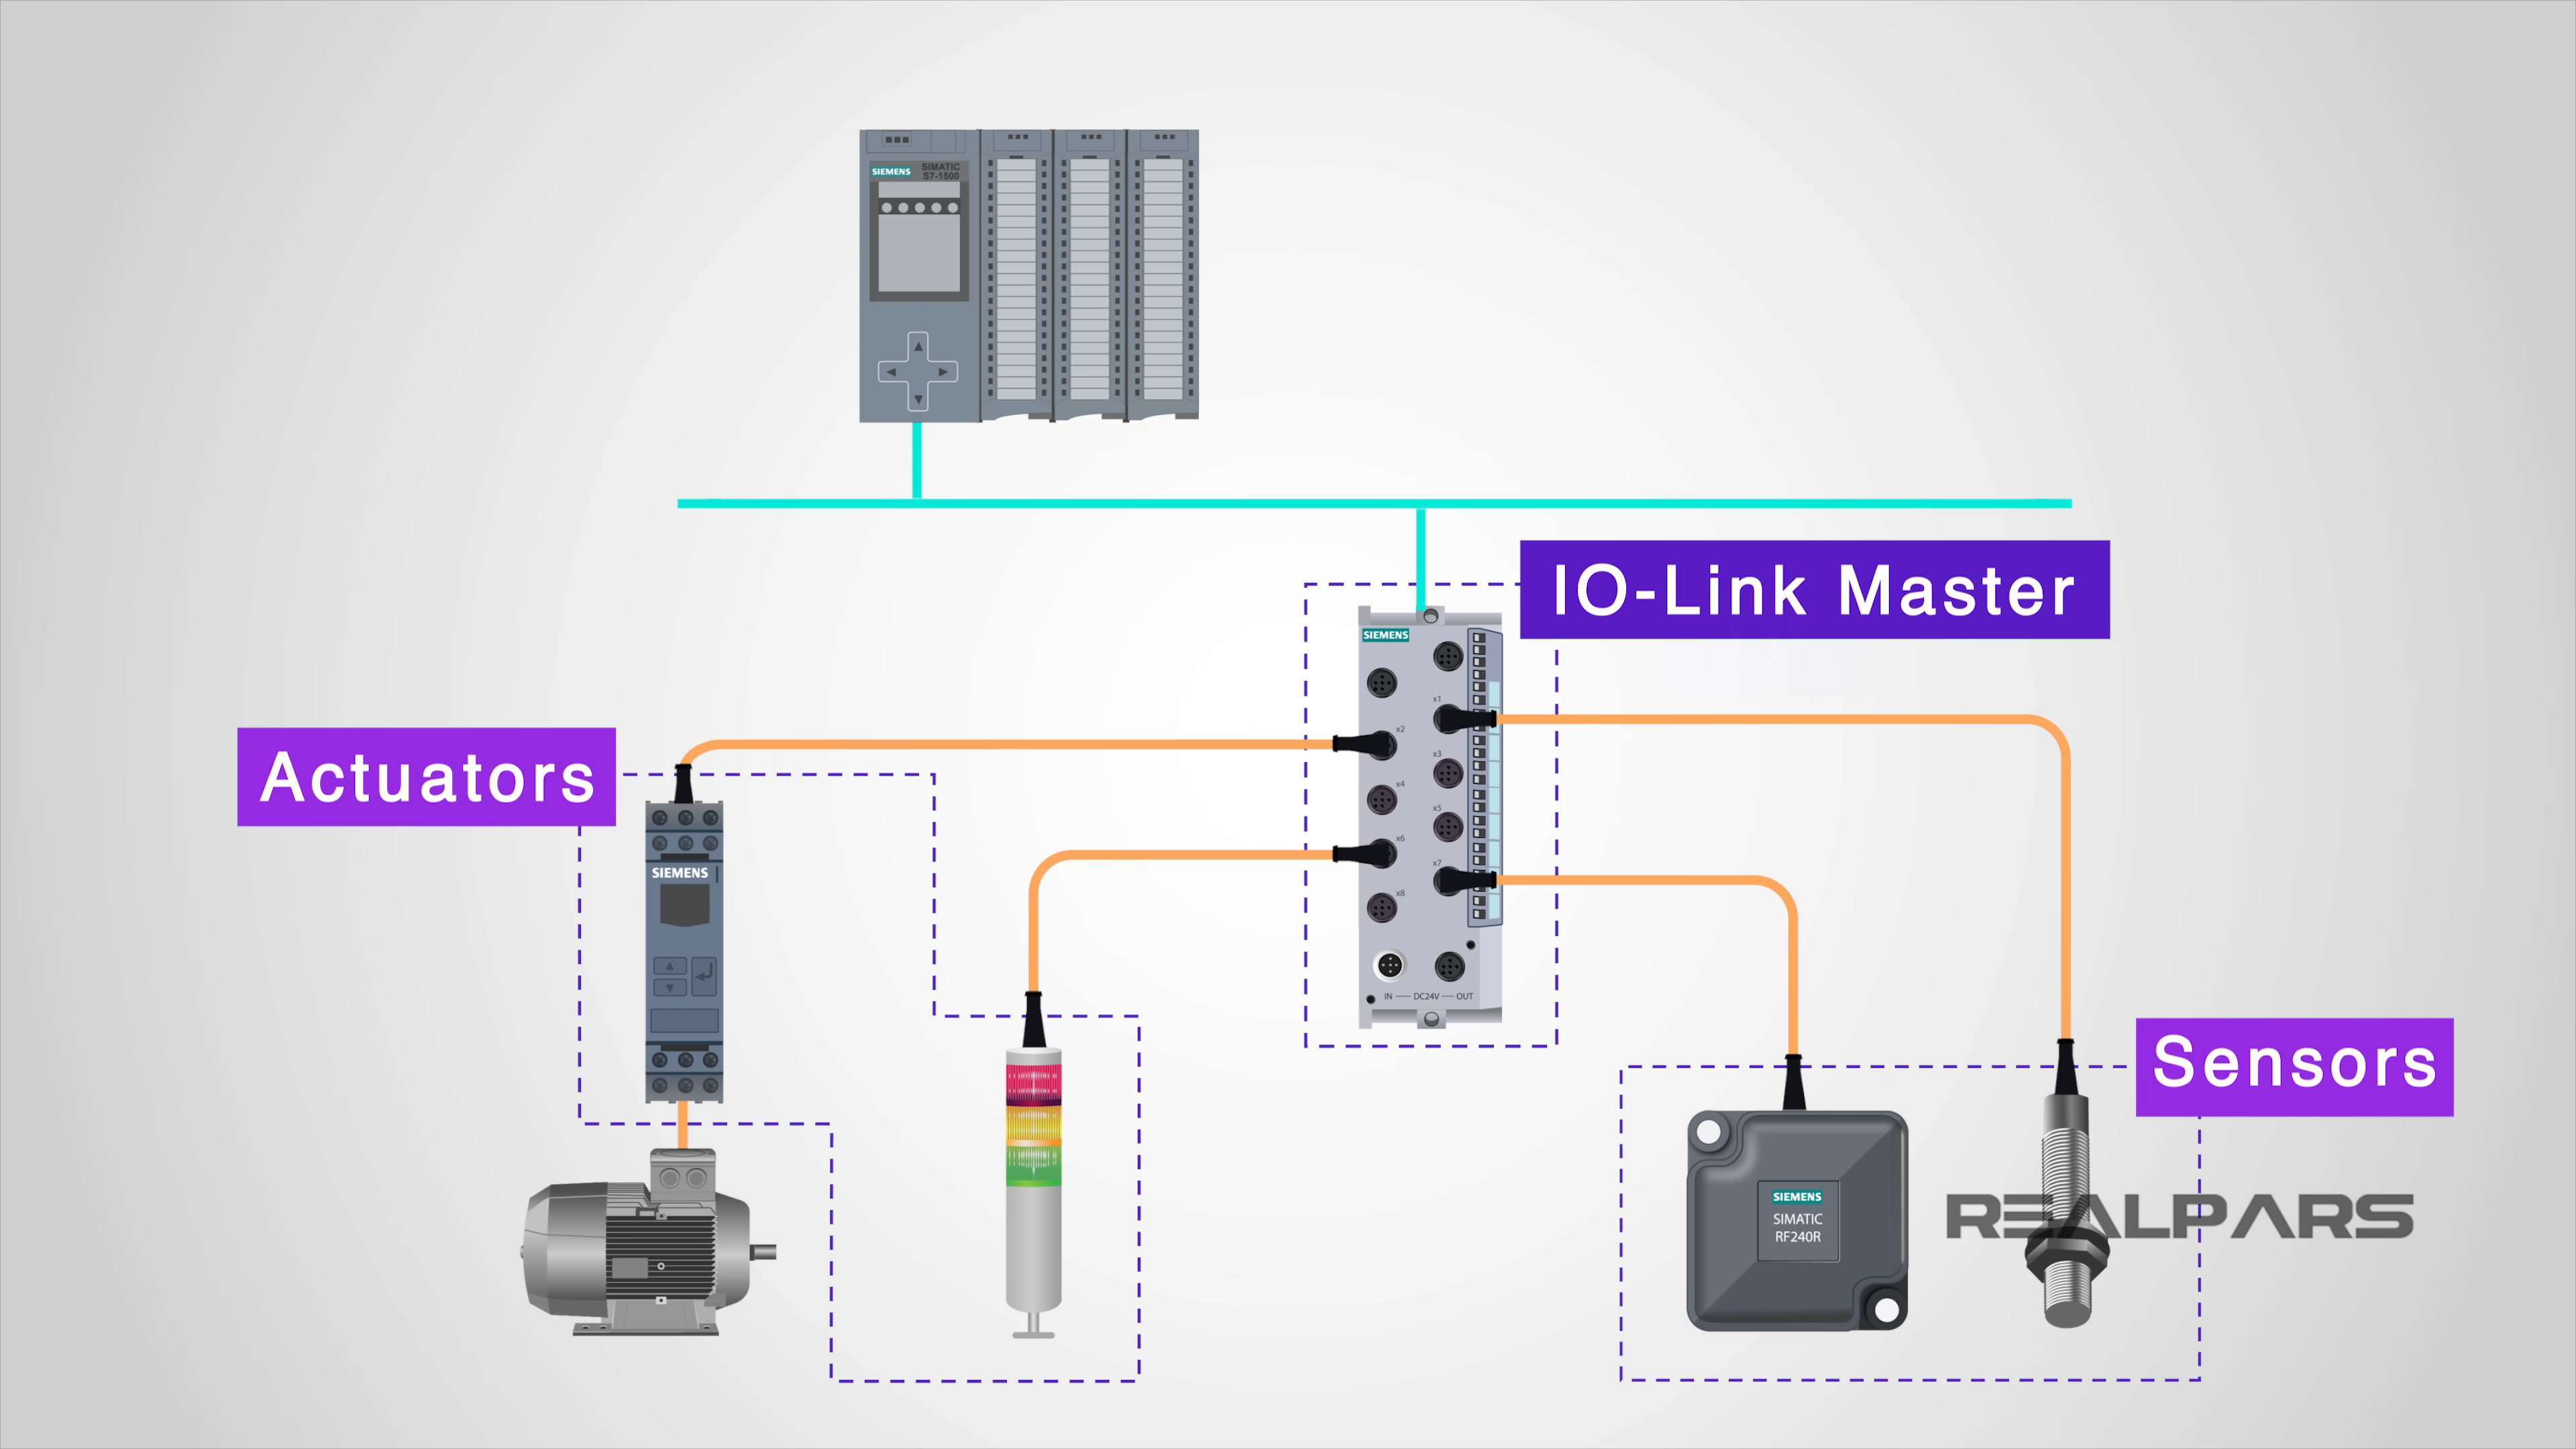 SIEMENS
SIMATIC
S7-1500
IO-Link Master
SIEMENS
x1
x2
x3
x4
x5
x6
x7
x8
IN DC24V OUT
Actuators
SIEMENS
Sensors
SIEMENS
SIMATIC
RF240R
REALPARS